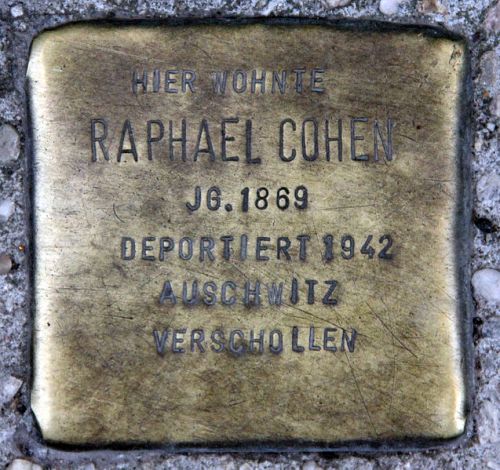 HIER WOHNTE
RAPHAEL COHEN
JG. 1869
DEPORTIERT 1942
AUSCHWITZ
VERSCHOLLEN